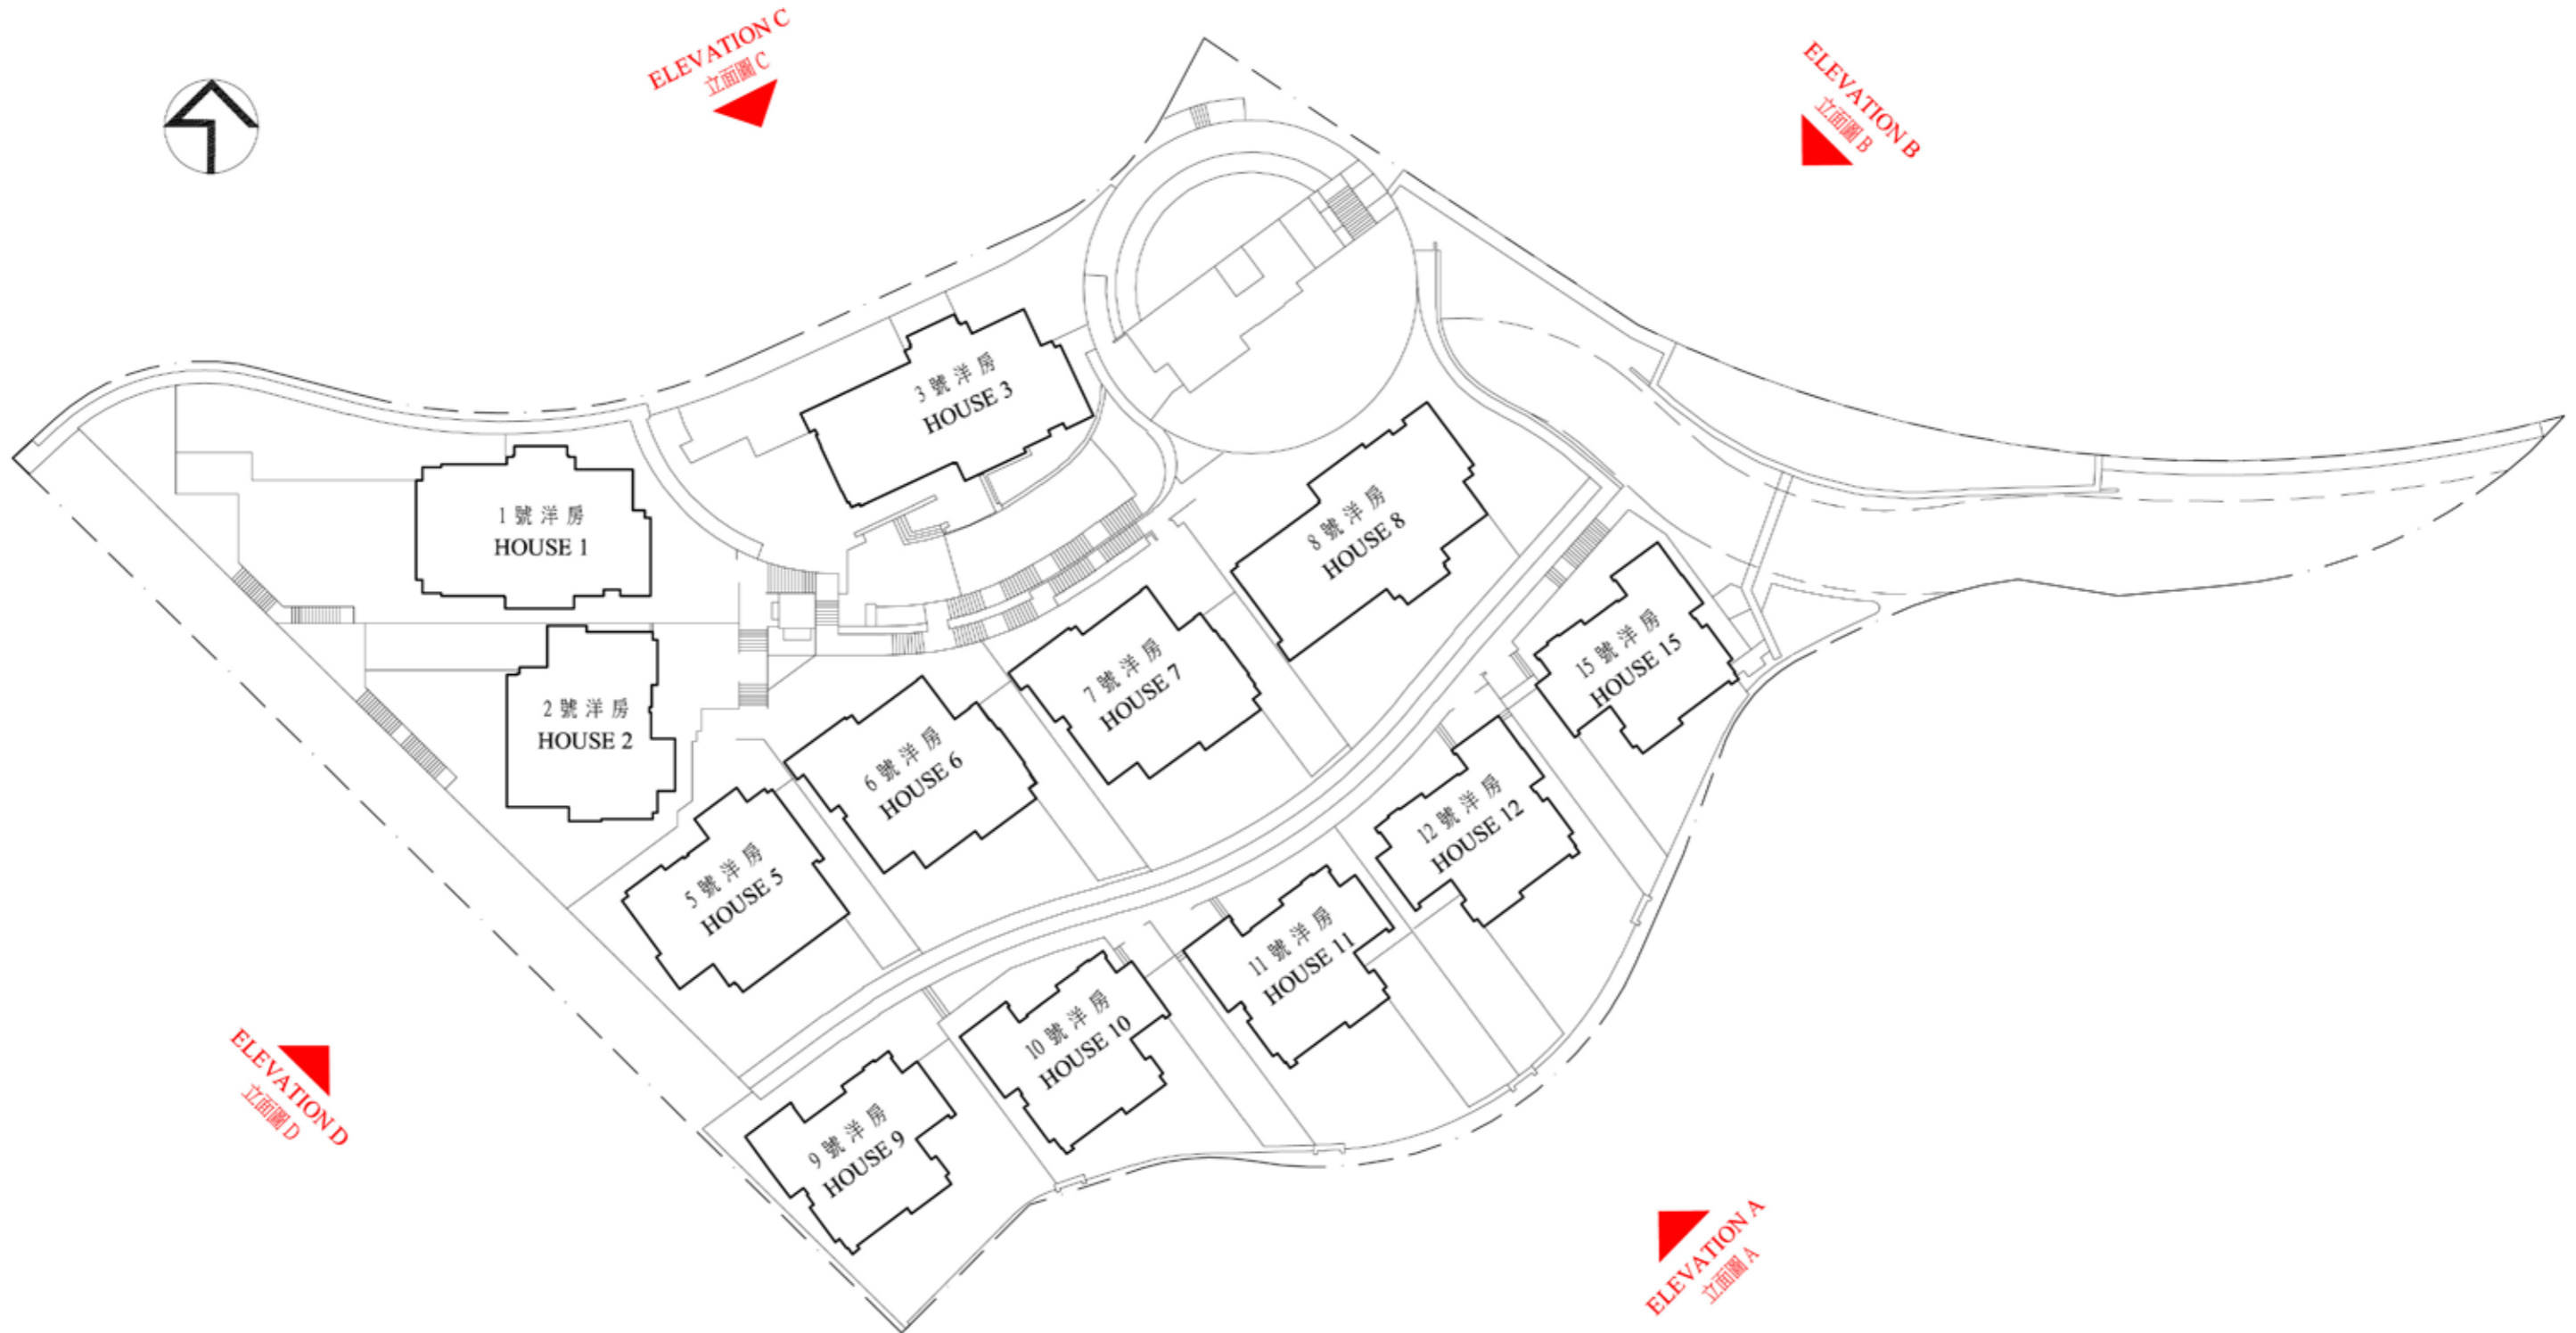 ELEVATION C
立面圖 C
ELEVATION B
立面圖 B
3 號 洋 房
HOUSE 3
1 號 洋 房
HOUSE 1
8 號 洋 房
HOUSE 8
2 號 洋 房
HOUSE 2
7 號 洋 房
HOUSE 7
15 號 洋 房
HOUSE 15
6 號 洋 房
HOUSE 6
12 號 洋 房
HOUSE 12
5 號 洋 房
HOUSE 5
11 號 洋 房
HOUSE 11
10 號 洋 房
HOUSE 10
9 號 洋 房
HOUSE 9
ELEVATION D
立面圖 D
ELEVATION A
立面圖 A